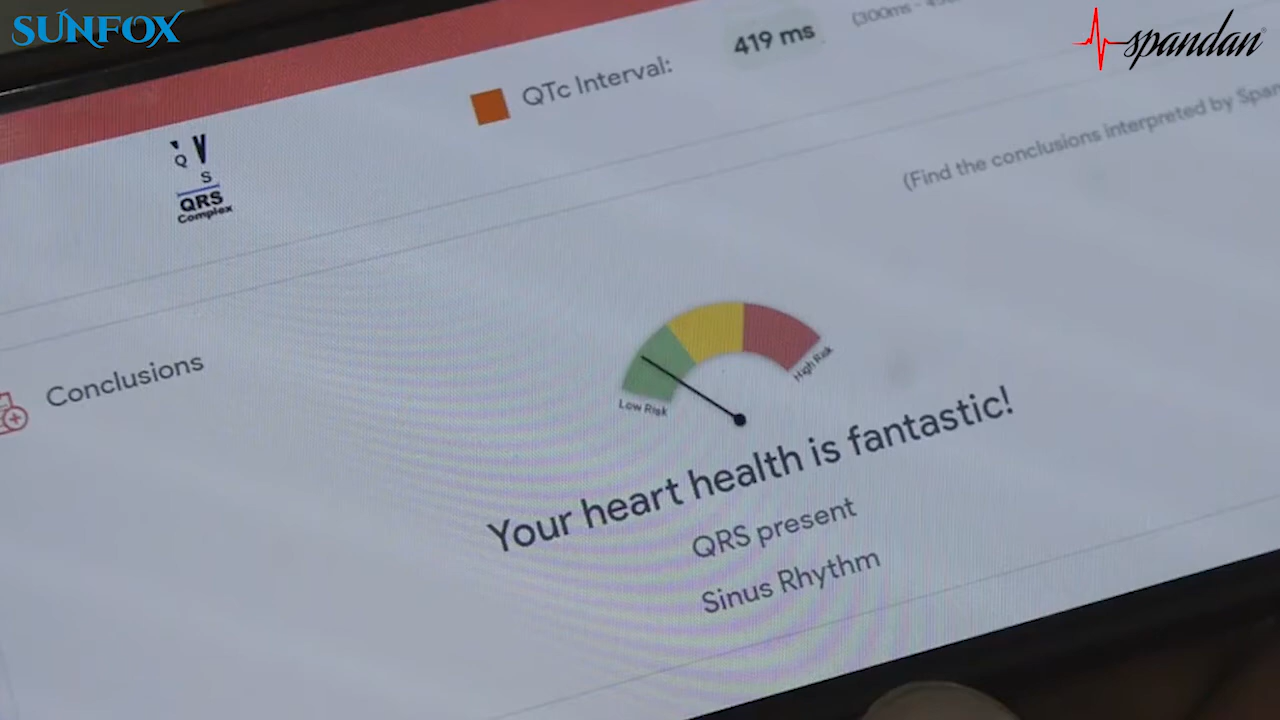 SUNFOX
spandan
QTc Interval:
419 ms
(300ms -
Q
S
QRS
Complex
(Find the conclusions interpreted by
Conclusions
Low Risk
High Risk
Your heart health is fantastic!
QRS present
Sinus Rhythm